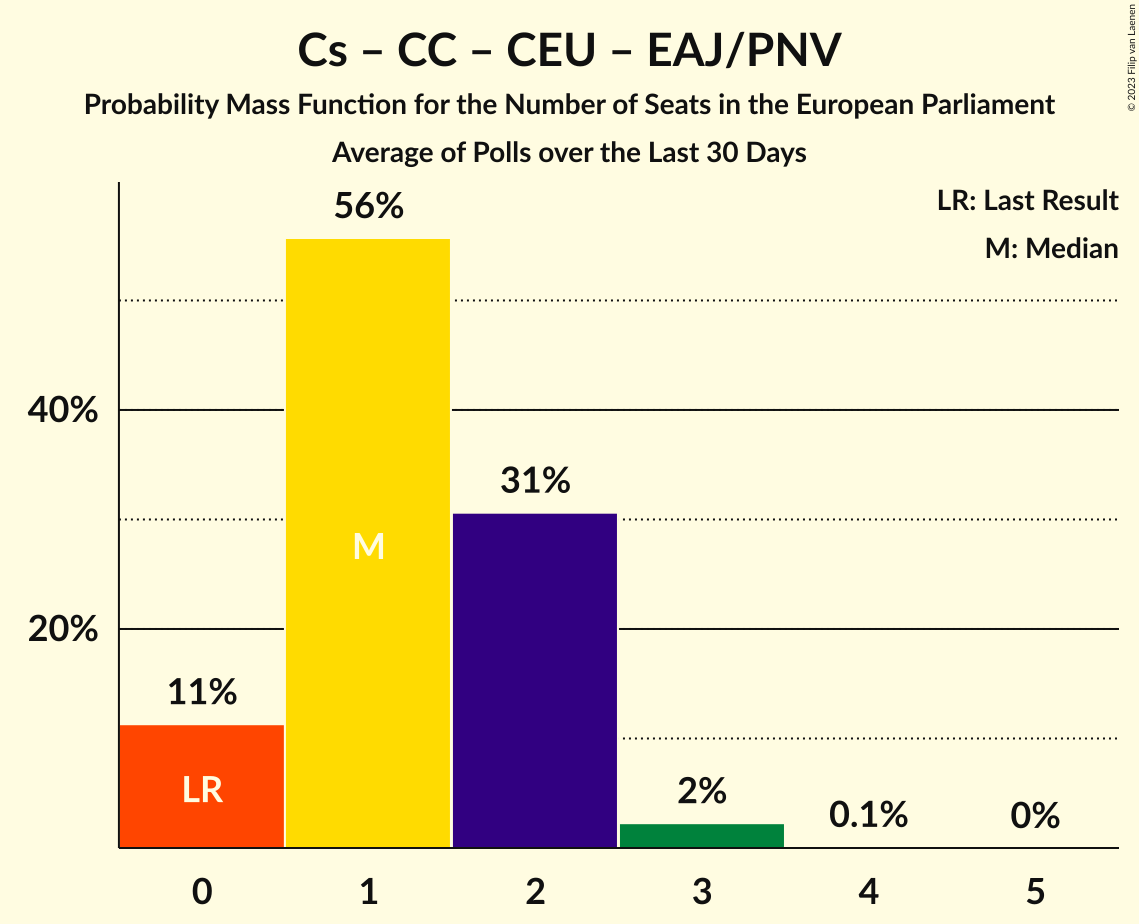 Cs – CC – CEU – EAJ/PNV
Probability Mass Function for the Number of Seats in the European Parliament
Average of Polls over the Last 30 Days
© 2023 Filip van Laenen
LR: Last Result
M: Median
56%
40%
31%
M
20%
11%
LR
2%
0.1%
0%
0 1 2 3 4 5